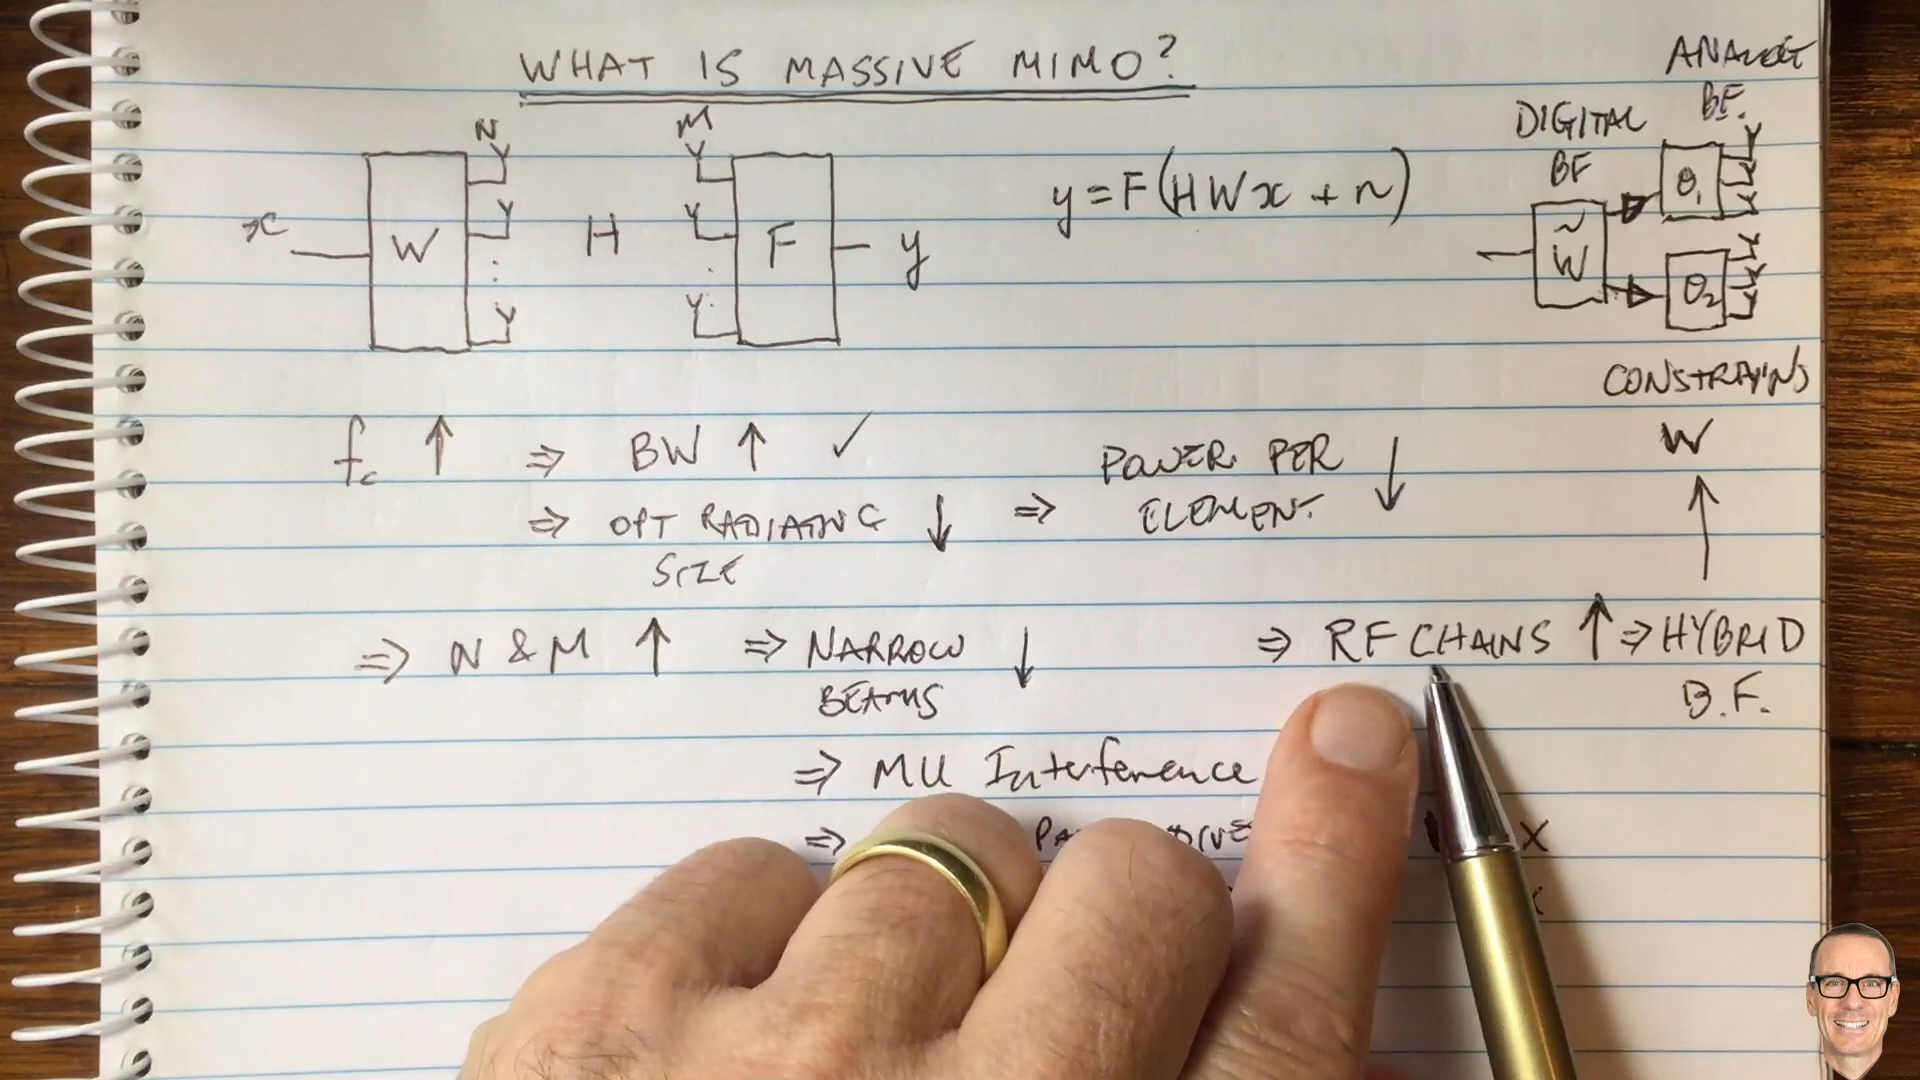 WHAT IS MASSIVE MIMO?
ANALOG
BF.
DIGITAL
BF
N
M
x
W
H
F
y
y = F(HWx + n)
W̃
θ₁
θ₂
CONSTRAINS
W
↑
f_c ↑ ⇒ BW ↑ ✓
⇒ OPT RADIATING ↓ ⇒ POWER PER ↓
SIZE
ELEMENT.
⇒ N & M ↑ ⇒ NARROW ↓
BEAMS
⇒ RF CHAINS ↑ ⇒ HYBRID
B.F.
⇒ MU Interference
⇒
X